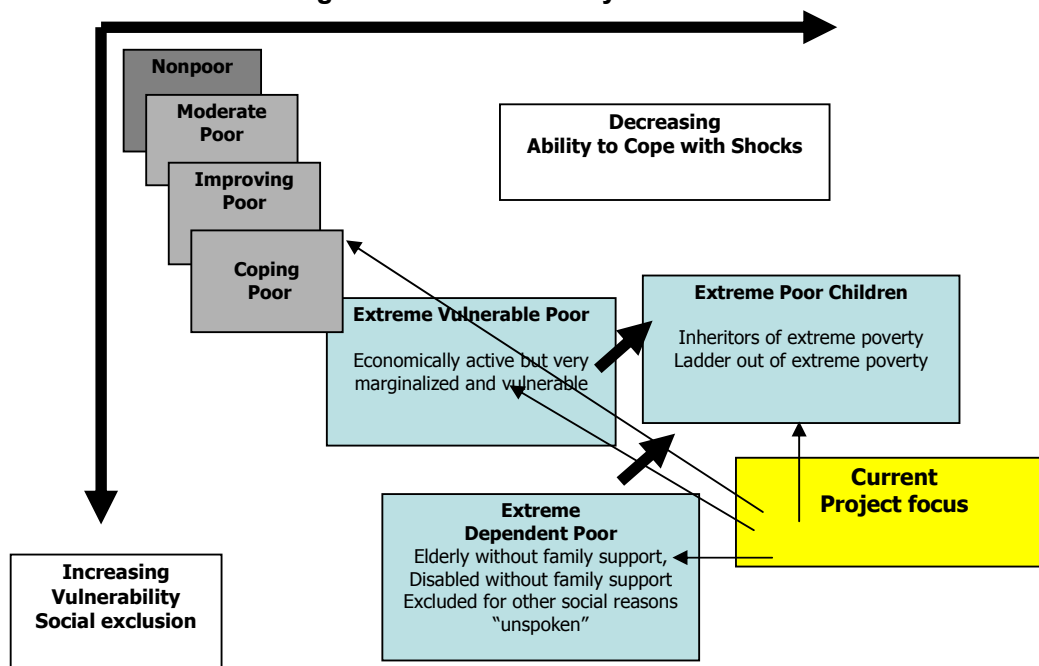 Nonpoor
Moderate
Poor
Improving
Poor
Coping
Poor
Decreasing
Ability to Cope with Shocks
Extreme Vulnerable Poor
Economically active but very
marginalized and vulnerable
Extreme Poor Children
Inheritors of extreme poverty
Ladder out of extreme poverty
Current
Project focus
Extreme
Dependent Poor
Elderly without family support,
Disabled without family support
Excluded for other social reasons
“unspoken”
Increasing
Vulnerability
Social exclusion